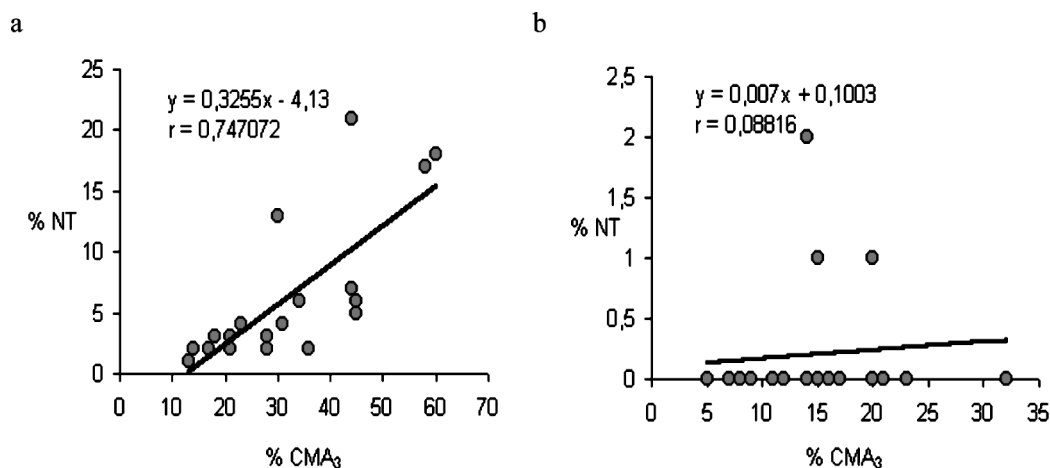 a
25
20
15
10
5
0
y = 0,3255x - 4,13
r = 0,747072
% NT
0 10 20 30 40 50 60 70
% CMA₃
b
2,5
2
1,5
1
0,5
0
y = 0,007x + 0,1003
r = 0,08816
% NT
0 5 10 15 20 25 30 35
% CMA₃